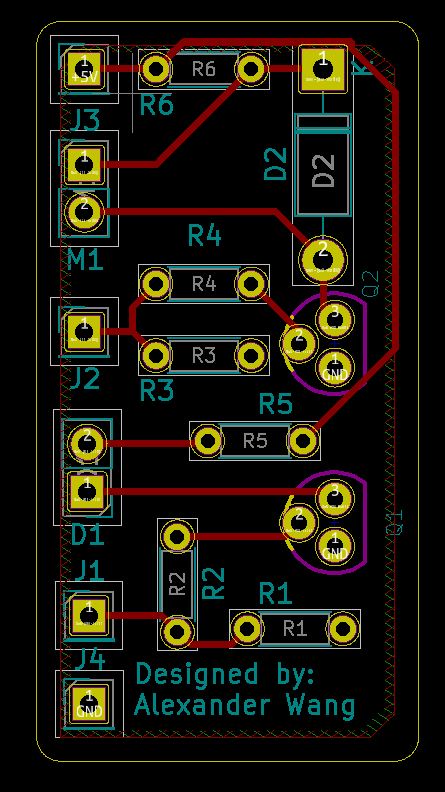 1
+5V
R6
K
R6
J3
1
D2
D2
2
M1
R4
2
R4
Q2
3
2
J2
1
R3
R3
1
GND
R5
2
R5
1
3
2
Q1
D1
1
GND
J1
R2
R2
1
R1
R1
J4
1
GND
Designed by:
Alexander Wang